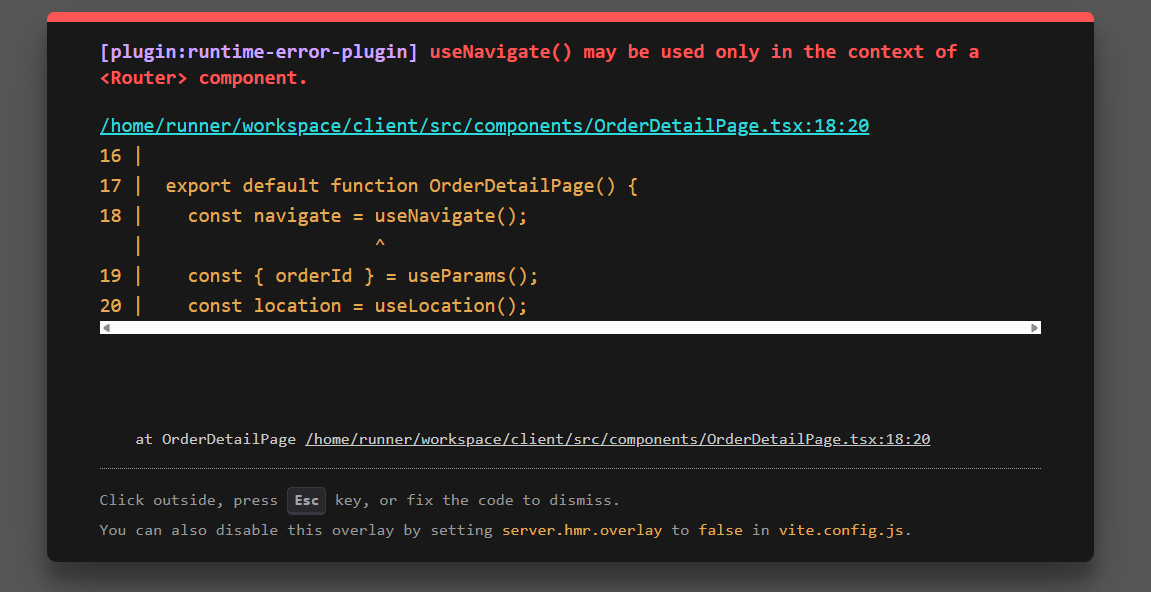 [plugin:runtime-error-plugin] useNavigate() may be used only in the context of a
<Router> component.
/home/runner/workspace/client/src/components/OrderDetailPage.tsx:18:20
16 |
17 |  export default function OrderDetailPage() {
18 |    const navigate = useNavigate();
   |                     ^
19 |    const { orderId } = useParams();
20 |    const location = useLocation();
at OrderDetailPage /home/runner/workspace/client/src/components/OrderDetailPage.tsx:18:20
Click outside, press Esc key, or fix the code to dismiss.
You can also disable this overlay by setting server.hmr.overlay to false in vite.config.js.